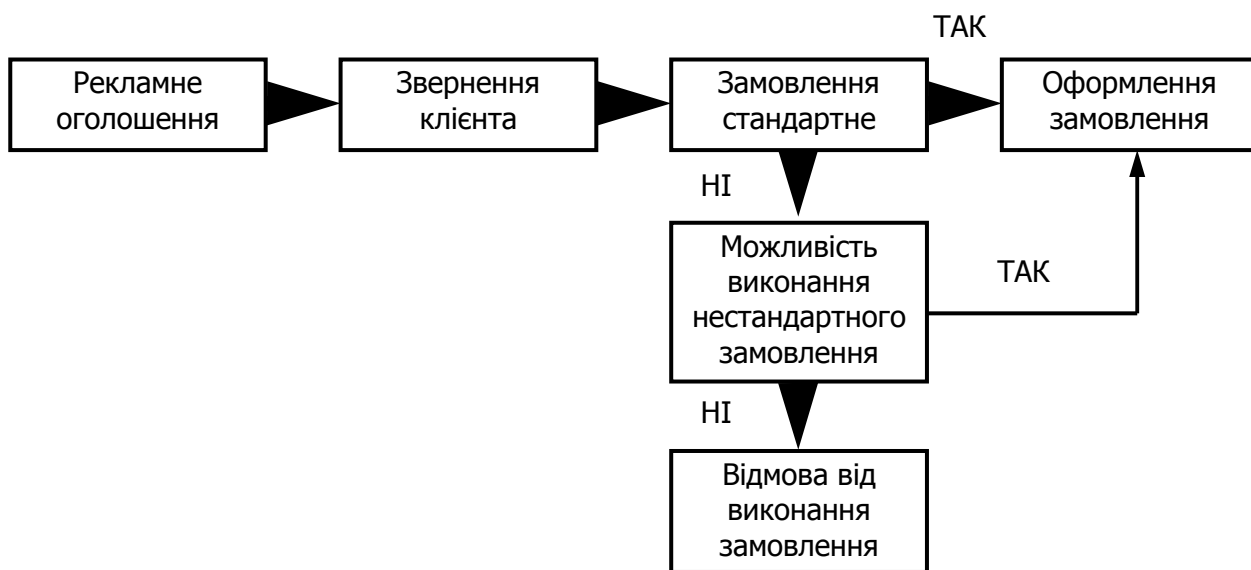 ТАК
Рекламне
оголошення
Звернення
клієнта
Замовлення
стандартне
Оформлення
замовлення
НІ
Можливість
виконання
нестандартного
замовлення
ТАК
НІ
Відмова від
виконання
замовлення